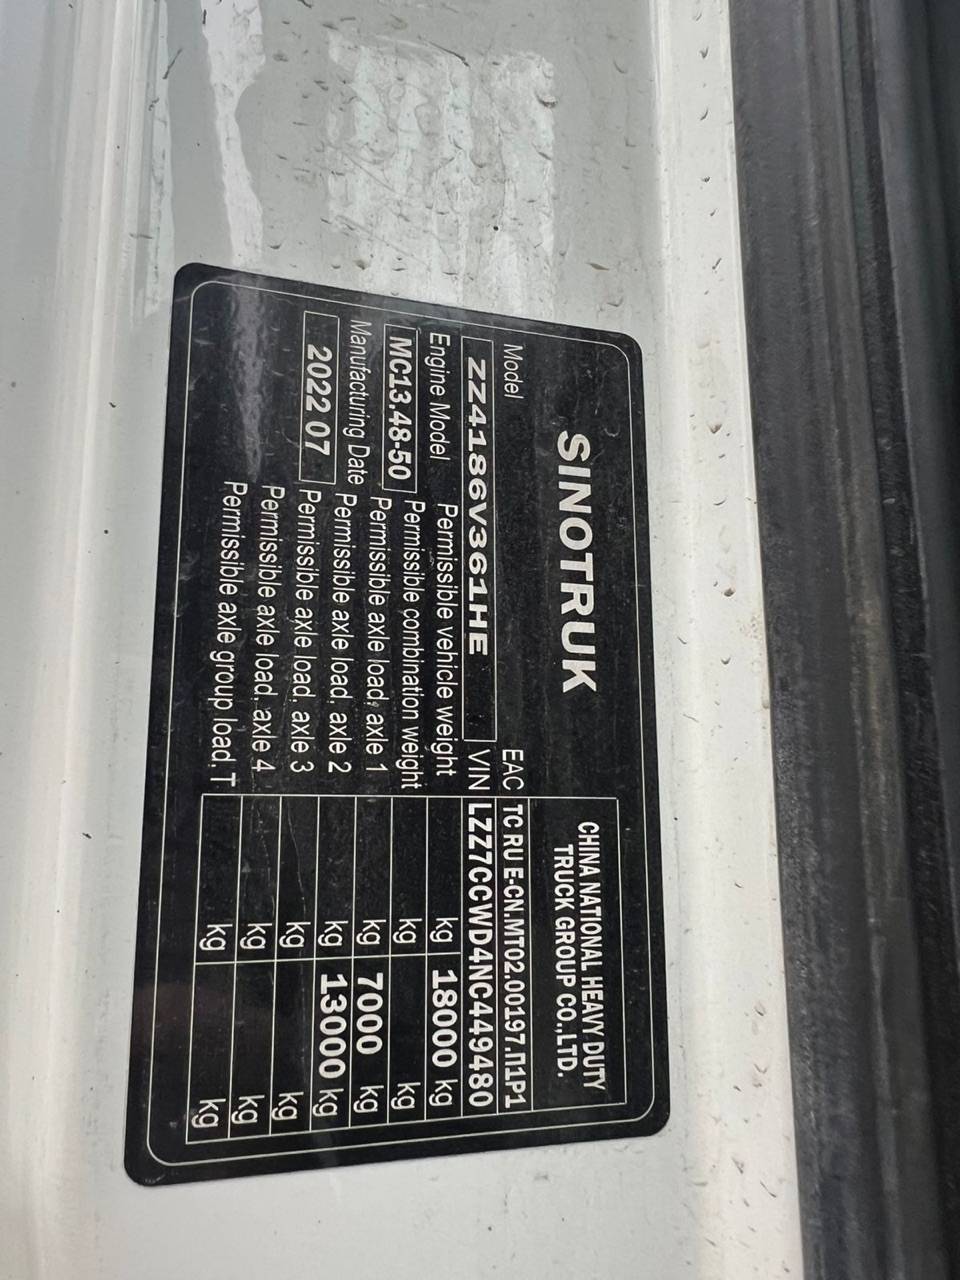 SINOTRUK
CHINA NATIONAL HEAVY DUTY
TRUCK GROUP CO.,LTD.
Model
EAC TC RU E-CN.MT02.00197.П1Р1
ZZ4186V361HE
VIN LZZ7CCWD4NC449480
Engine Model
MC13.48-50
Manufacturing Date
2022 07
Permissible vehicle weight kg 18000 kg
Permissible combination weight kg kg
Permissible axle load, axle 1 kg 7000 kg
Permissible axle load, axle 2 kg 13000 kg
Permissible axle load, axle 3 kg kg
Permissible axle load, axle 4 kg kg
Permissible axle group load, T kg kg